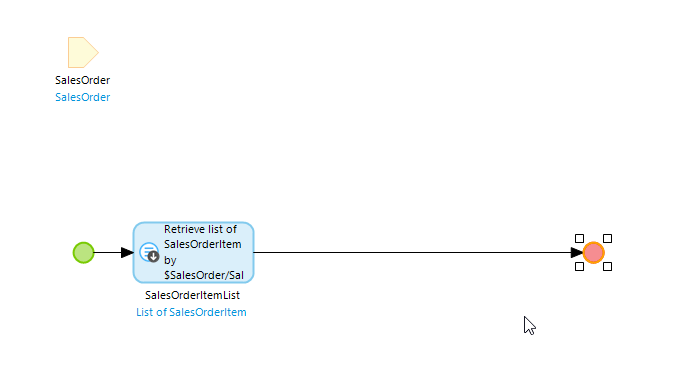 SalesOrder
SalesOrder
Retrieve list of
SalesOrderItem
by
$SalesOrder/Sal
SalesOrderItemList
List of SalesOrderItem